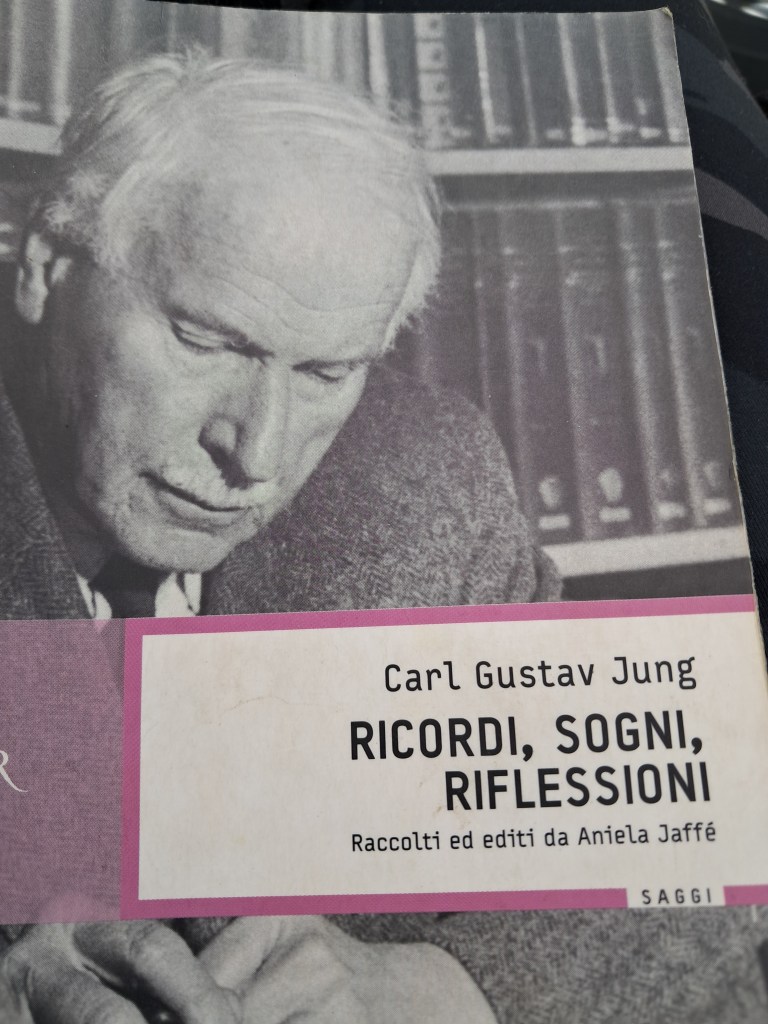 Carl Gustav Jung
RICORDI, SOGNI,
RIFLESSIONI
Raccolti ed editi da Aniela Jaffé
SAGGI
R